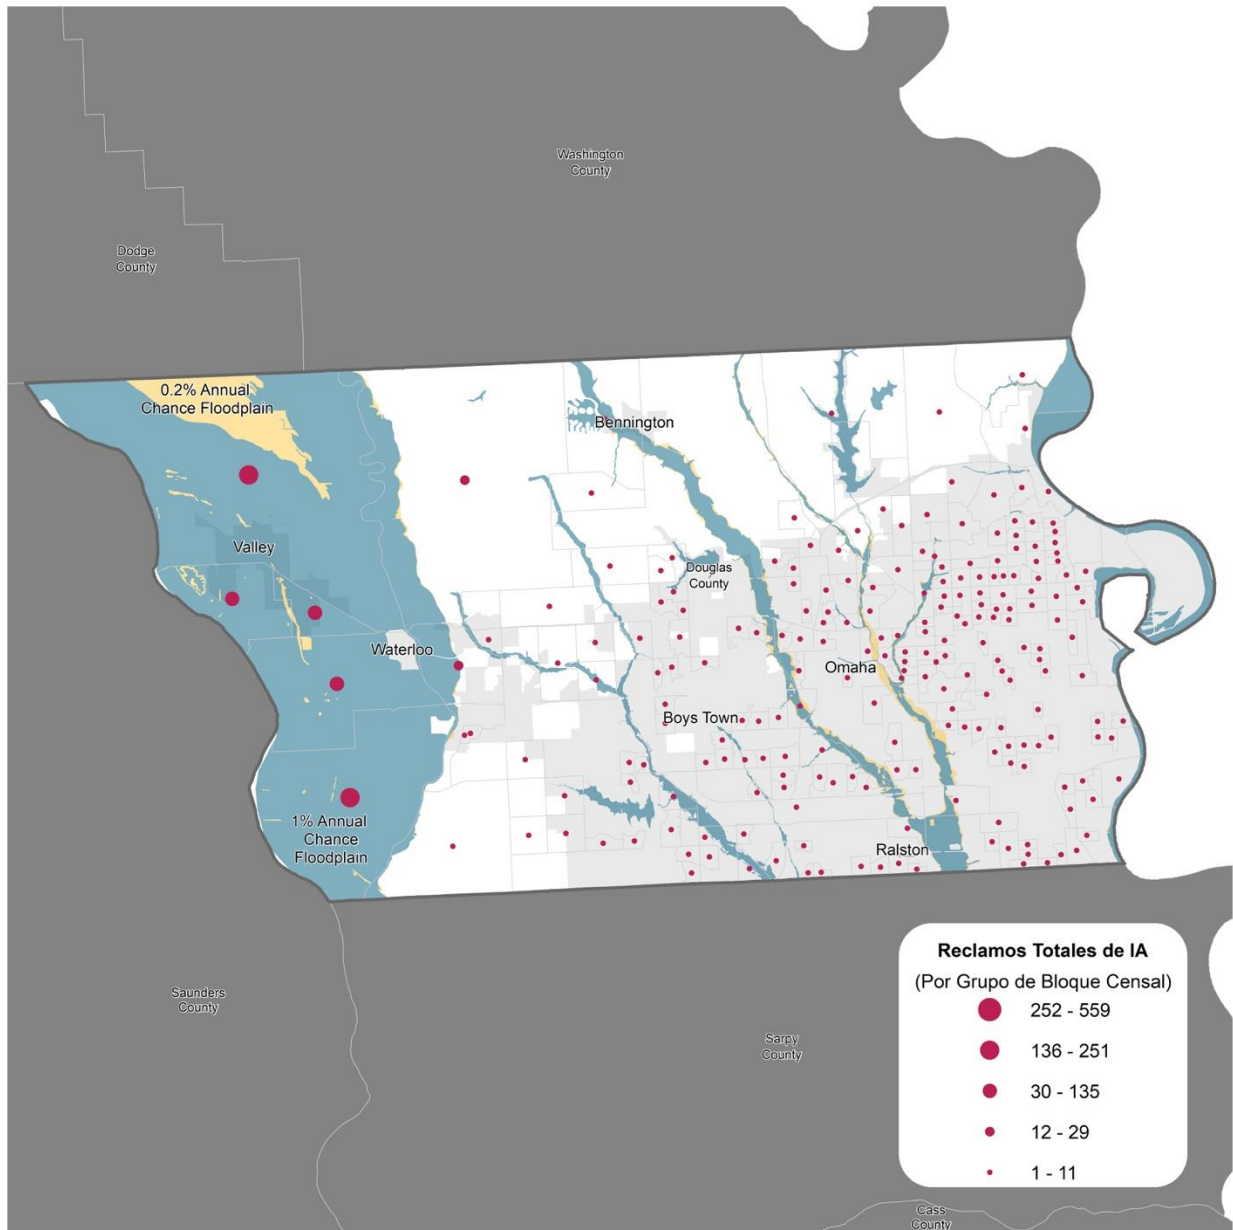 Washington
County
Dodge
County
0.2% Annual
Chance Floodplain
Bennington
Valley
Douglas
County
Waterloo
Omaha
Boys Town
1% Annual
Chance
Floodplain
Ralston
Saunders
County
Sarpy
County
Reclamos Totales de IA
(Por Grupo de Bloque Censal)
252 - 559
136 - 251
30 - 135
12 - 29
1 - 11
Cass
County